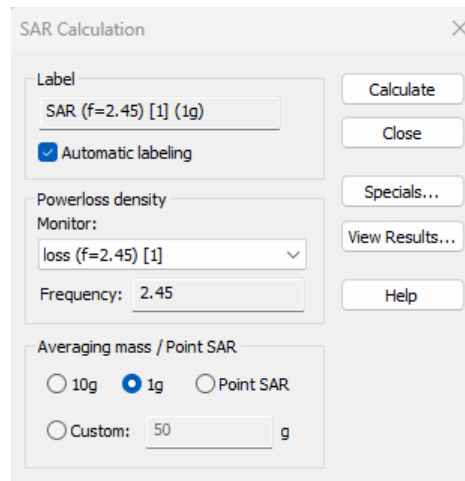 SAR Calculation
Label
SAR (f=2.45) [1] (1g)
Automatic labeling
Powerloss density
Monitor:
loss (f=2.45) [1]
Frequency: 2.45
Averaging mass / Point SAR
10g 1g Point SAR
Custom: 50 g
Calculate
Close
Specials...
View Results...
Help